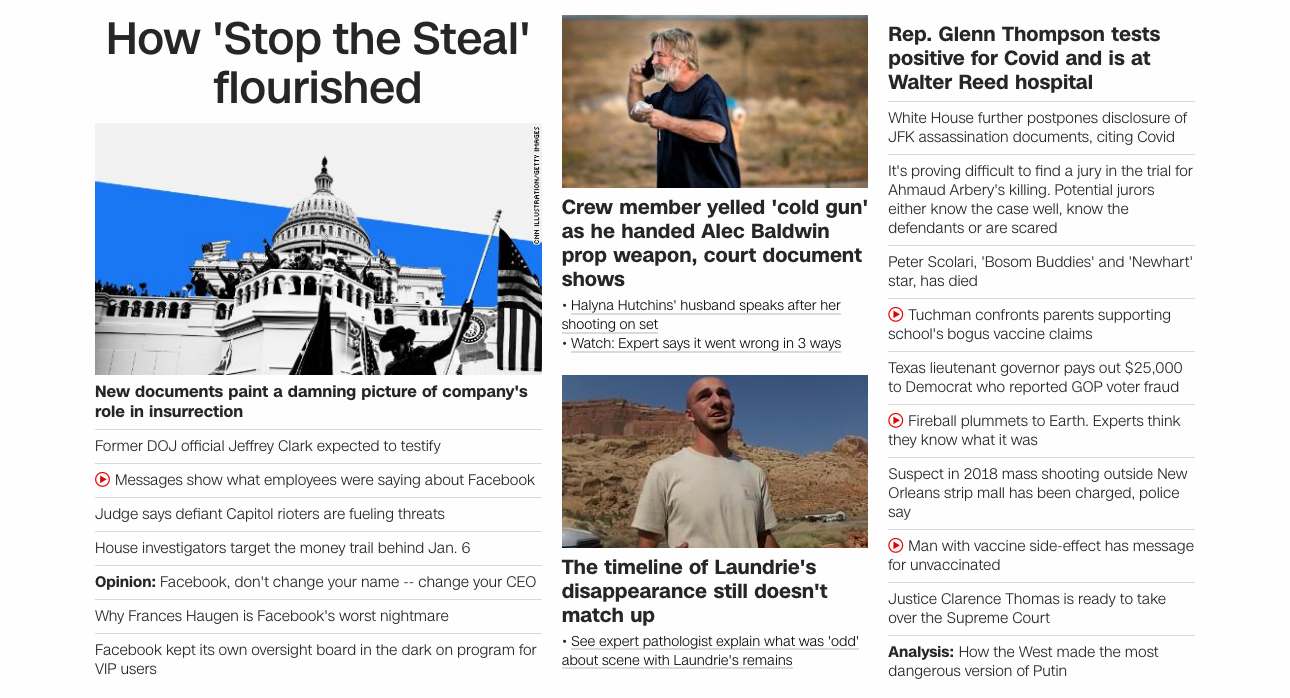 How 'Stop the Steal'
flourished
CNN ILLUSTRATION/GETTY IMAGES
New documents paint a damning picture of company's
role in insurrection
Former DOJ official Jeffrey Clark expected to testify
Messages show what employees were saying about Facebook
Judge says defiant Capitol rioters are fueling threats
House investigators target the money trail behind Jan. 6
Opinion: Facebook, don't change your name -- change your CEO
Why Frances Haugen is Facebook's worst nightmare
Facebook kept its own oversight board in the dark on program for
VIP users
Crew member yelled 'cold gun'
as he handed Alec Baldwin
prop weapon, court document
shows
• Halyna Hutchins' husband speaks after her
shooting on set
• Watch: Expert says it went wrong in 3 ways
The timeline of Laundrie's
disappearance still doesn't
match up
• See expert pathologist explain what was 'odd'
about scene with Laundrie's remains
Rep. Glenn Thompson tests
positive for Covid and is at
Walter Reed hospital
White House further postpones disclosure of
JFK assassination documents, citing Covid
It's proving difficult to find a jury in the trial for
Ahmaud Arbery's killing. Potential jurors
either know the case well, know the
defendants or are scared
Peter Scolari, 'Bosom Buddies' and 'Newhart'
star, has died
Tuchman confronts parents supporting
school's bogus vaccine claims
Texas lieutenant governor pays out $25,000
to Democrat who reported GOP voter fraud
Fireball plummets to Earth. Experts think
they know what it was
Suspect in 2018 mass shooting outside New
Orleans strip mall has been charged, police
say
Man with vaccine side-effect has message
for unvaccinated
Justice Clarence Thomas is ready to take
over the Supreme Court
Analysis: How the West made the most
dangerous version of Putin